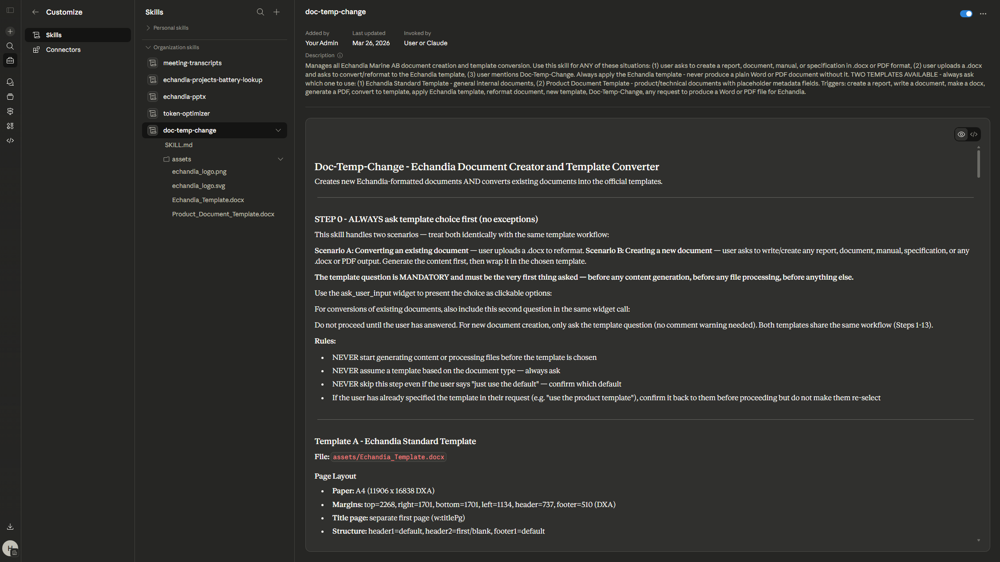 Customize
Skills
Connectors
Skills
Personal skills
Organization skills
meeting-transcripts
echandia-projects-battery-lookup
echandia-pptx
token-optimizer
doc-temp-change
SKILL.md
assets
echandia_logo.png
echandia_logo.svg
Echandia_Template.docx
Product_Document_Template.docx
H
doc-temp-change
Added by
Your Admin
Last updated
Mar 26, 2026
Invoked by
User or Claude
Description
Manages all Echandia Marine AB document creation and template conversion. Use this skill for ANY of these situations: (1) user asks to create a report, document, manual, or specification in .docx or PDF format, (2) user uploads a .docx
and asks to convert/reformat to the Echandia template, (3) user mentions Doc-Temp-Change. Always apply the Echandia template - never produce a plain Word or PDF document without it. TWO TEMPLATES AVAILABLE - always ask
which one to use: (1) Echandia Standard Template - general internal documents, (2) Product Document Template - product/technical documents with placeholder metadata fields. Triggers: create a report, write a document, make a docx,
generate a PDF, convert to template, apply Echandia template, reformat document, new template, Doc-Temp-Change, any request to produce a Word or PDF file for Echandia.
Doc-Temp-Change - Echandia Document Creator and Template Converter
Creates new Echandia-formatted documents AND converts existing documents into the official templates.
STEP 0 - ALWAYS ask template choice first (no exceptions)
This skill handles two scenarios — treat both identically with the same template workflow:
Scenario A: Converting an existing document — user uploads a .docx to reformat. Scenario B: Creating a new document — user asks to write/create any report, document, manual, specification, or any
.docx or PDF output. Generate the content first, then wrap it in the chosen template.
The template question is MANDATORY and must be the very first thing asked — before any content generation, before any file processing, before anything else.
Use the ask_user_input widget to present the choice as clickable options:
For conversions of existing documents, also include this second question in the same widget call:
Do not proceed until the user has answered. For new document creation, only ask the template question (no comment warning needed). Both templates share the same workflow (Steps 1-13).
Rules:
• NEVER start generating content or processing files before the template is chosen
• NEVER assume a template based on the document type — always ask
• NEVER skip this step even if the user says "just use the default" — confirm which default
• If the user has already specified the template in their request (e.g. "use the product template"), confirm it back to them before proceeding but do not make them re-select
Template A - Echandia Standard Template
File: assets/Echandia_Template.docx
Page Layout
• Paper: A4 (11906 x 16838 DXA)
• Margins: top=2268, right=1701, bottom=1701, left=1134, header=737, footer=510 (DXA)
• Title page: separate first page (w:titlePg)
• Structure: header1=default, header2=first/blank, footer1=default